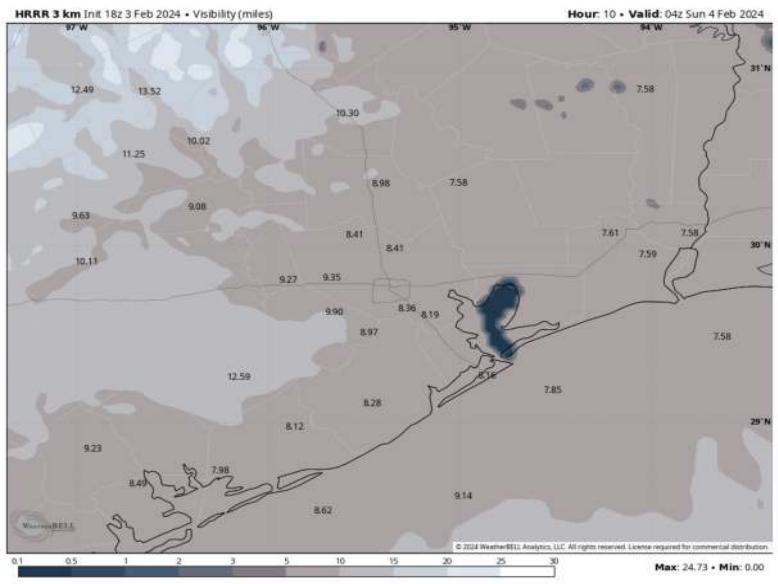 HRRR 3 km Init 18z 3 Feb 2024 • Visibility (miles) Hour: 10 • Valid: 04z Sun 4 Feb 2024
97°W 96°W 95°W 94°W
31°N
12.49 13.52 7.58
10.30
10.02
11.25
8.98 7.58
9.08
9.63
8.41 7.61 7.58
8.41 30°N
7.59
10.11
9.27 9.35
9.90 8.36 8.19
8.97 7.58
12.59 8.16
7.85
8.28
8.12 29°N
9.23
7.98
8.49
9.14
8.62
WeatherBELL
© 2024 WeatherBELL Analytics, LLC. All rights reserved. License required for commercial distribution.
0.1 0.5 1 2 3 5 10 15 20 25 30
Max: 24.73 • Min: 0.00